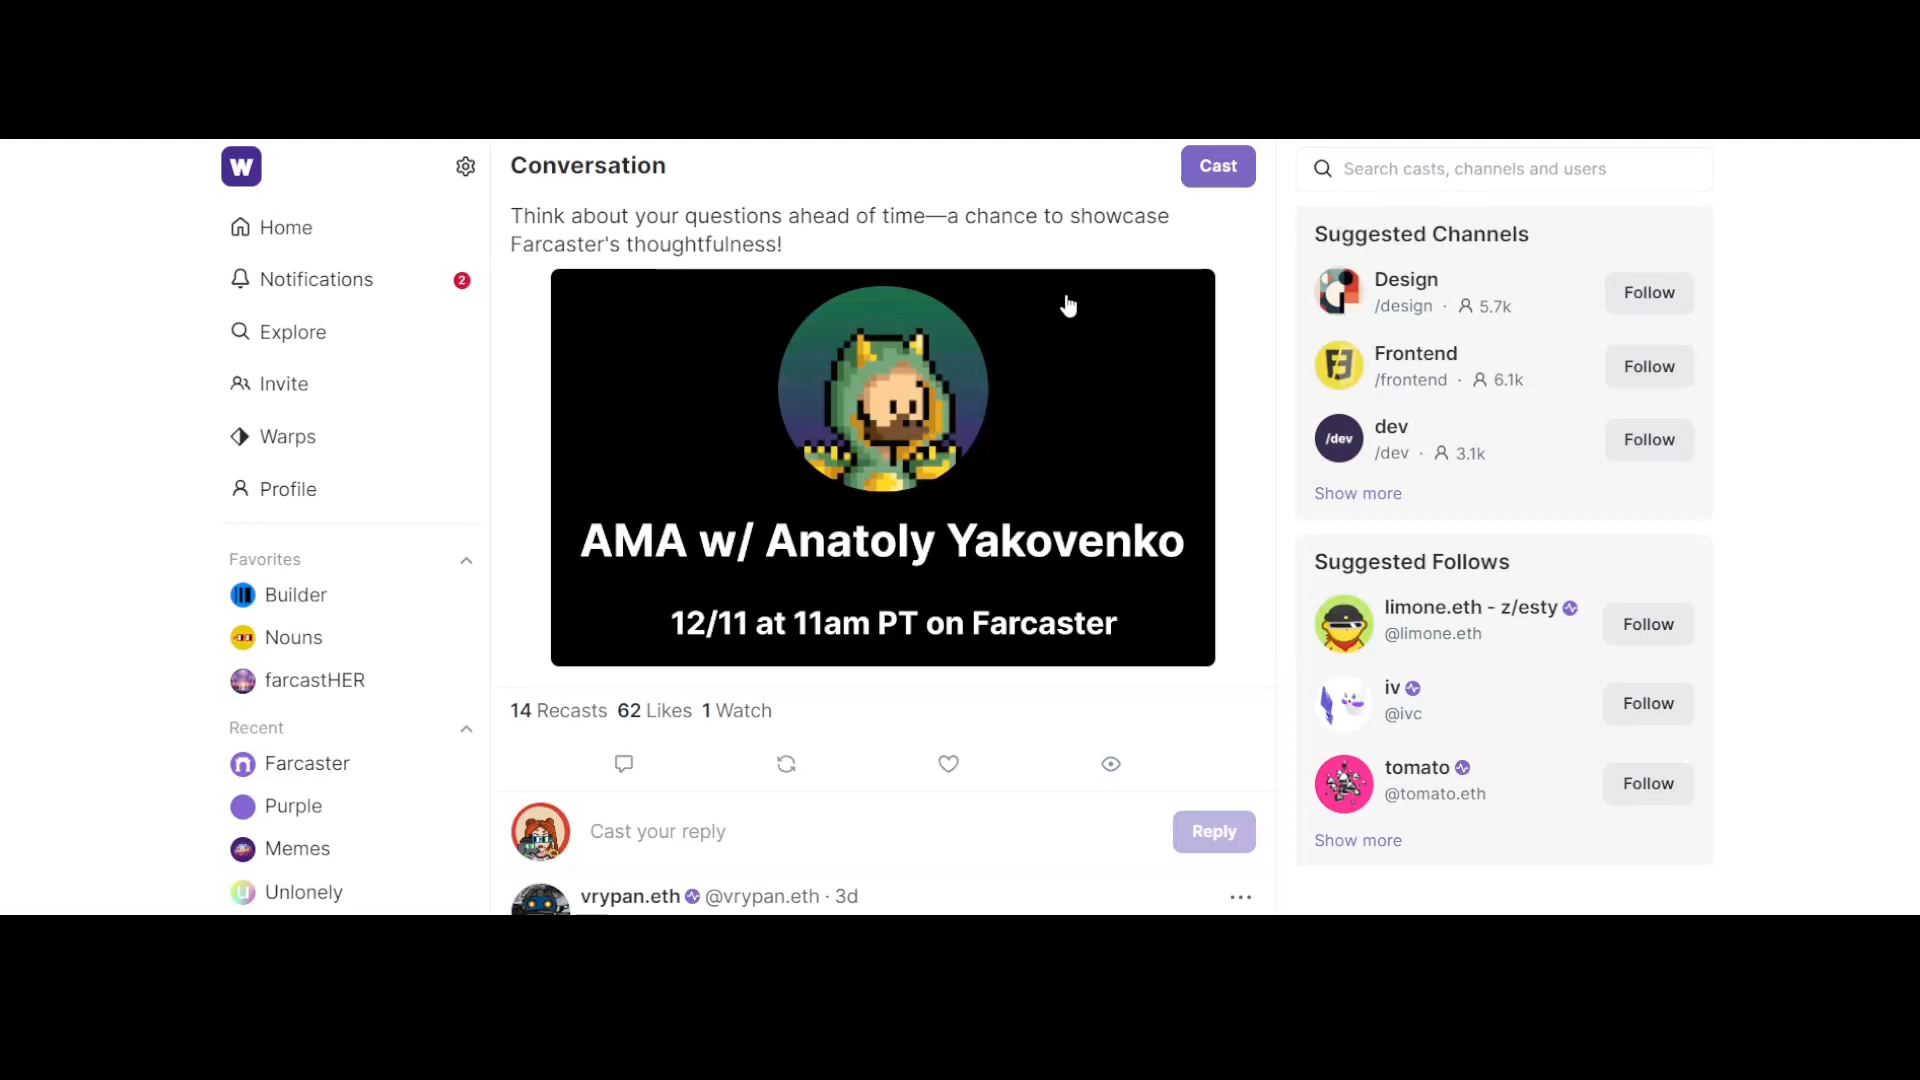 W
Home
Notifications
2
Explore
Invite
Warps
Profile
Favorites
Builder
Nouns
farcastHER
Recent
Farcaster
Purple
Memes
Unlonely
Conversation
Cast
Think about your questions ahead of time—a chance to showcase
Farcaster's thoughtfulness!
AMA w/ Anatoly Yakovenko
12/11 at 11am PT on Farcaster
14 Recasts 62 Likes 1 Watch
Cast your reply
Reply
vrypan.eth @vrypan.eth · 3d
Search casts, channels and users
Suggested Channels
Design
/design · 5.7k
Follow
Frontend
/frontend · 6.1k
Follow
/dev
dev
/dev · 3.1k
Follow
Show more
Suggested Follows
limone.eth - z/esty
@limone.eth
Follow
iv
@ivc
Follow
tomato
@tomato.eth
Follow
Show more